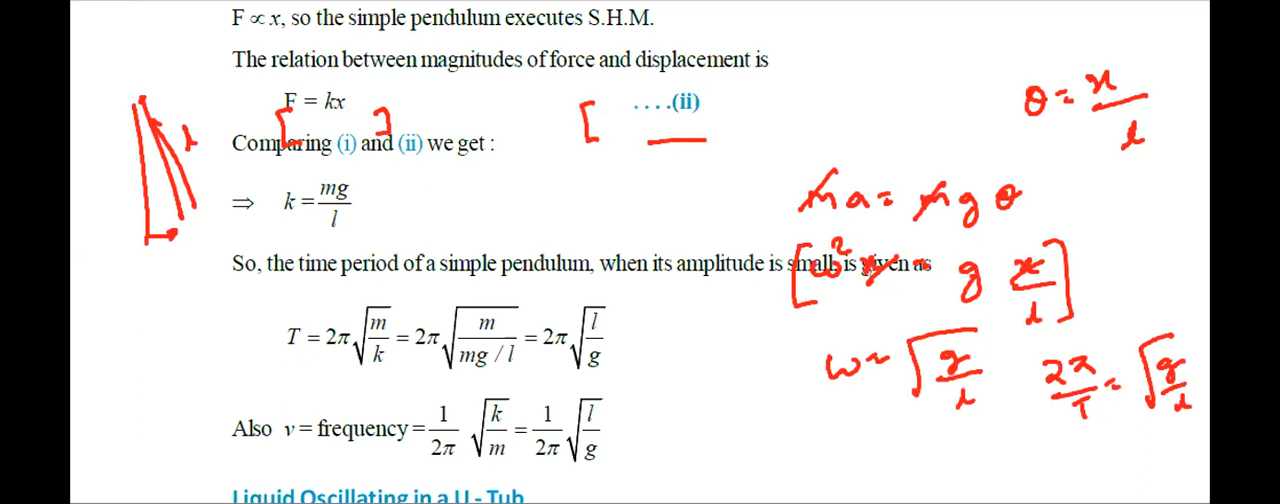 F ∝ x, so the simple pendulum executes S.H.M.
The relation between magnitudes of force and displacement is
F = kx ....(ii)
θ = x/l
Comparing (i) and (ii) we get :
⇒ k = mg/l
l
ma = mgθ
So, the time period of a simple pendulum, when its amplitude is small, is given as
[ω²x g x/l]
T = 2π√(m/k) = 2π√(m/(mg/l)) = 2π√(l/g)
ω = √(g/l) 2π/T = √(g/l)
Also ν = frequency = 1/2π √(k/m) = 1/2π √(l/g)
Liquid Oscillating in a U - Tub